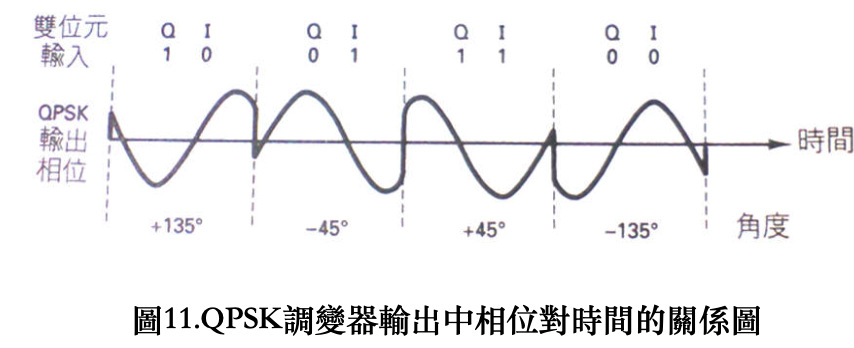 雙位元 Q I Q I Q I Q I
輸入 1 0 0 1 1 1 0 0
QPSK
輸出
相位
時間
+135° -45° +45° -135° 角度
圖11.QPSK調變器輸出中相位對時間的關係圖